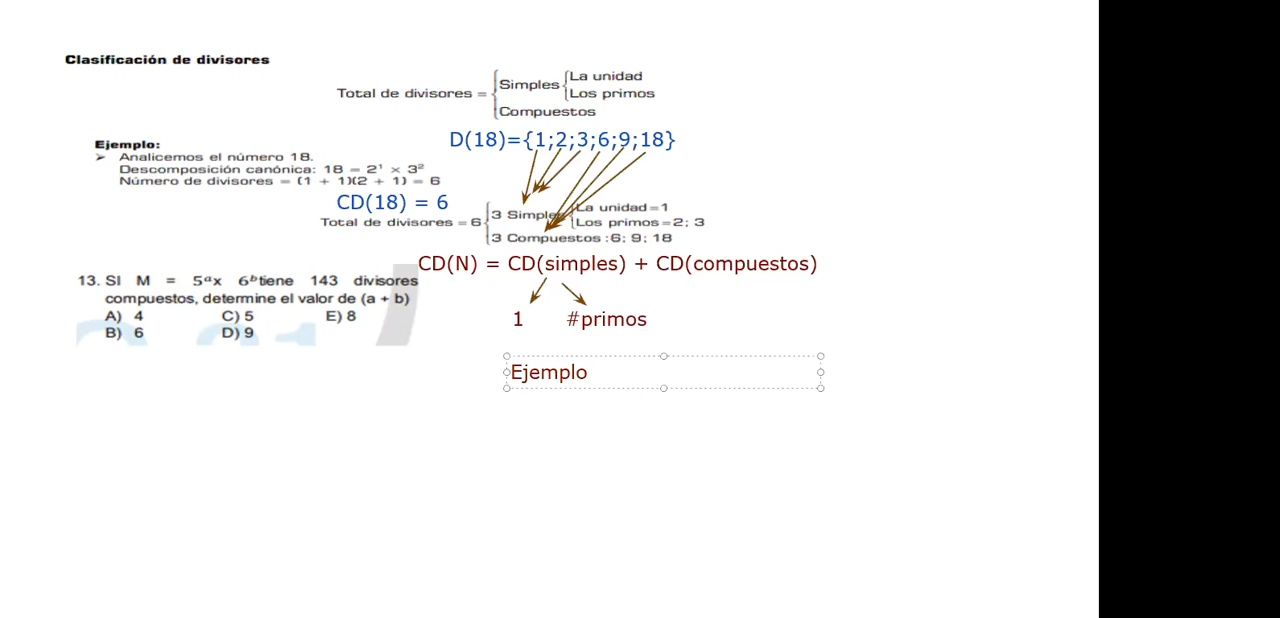 Clasificación de divisores
Total de divisores = Simples La unidad
Los primos
Compuestos
D(18)={1;2;3;6;9;18}
Ejemplo:
➢ Analicemos el número 18.
Descomposición canónica: 18 = 2¹ × 3²
Número de divisores = (1 + 1)(2 + 1) = 6
CD(18) = 6
Total de divisores = 6 3 Simples La unidad=1
Los primos=2; 3
3 Compuestos :6; 9; 18
CD(N) = CD(simples) + CD(compuestos)
1 #primos
13. SI M = 5ᵃx 6ᵇtiene 143 divisores
compuestos, determine el valor de (a + b)
A) 4 C) 5 E) 8
B) 6 D) 9
Ejemplo